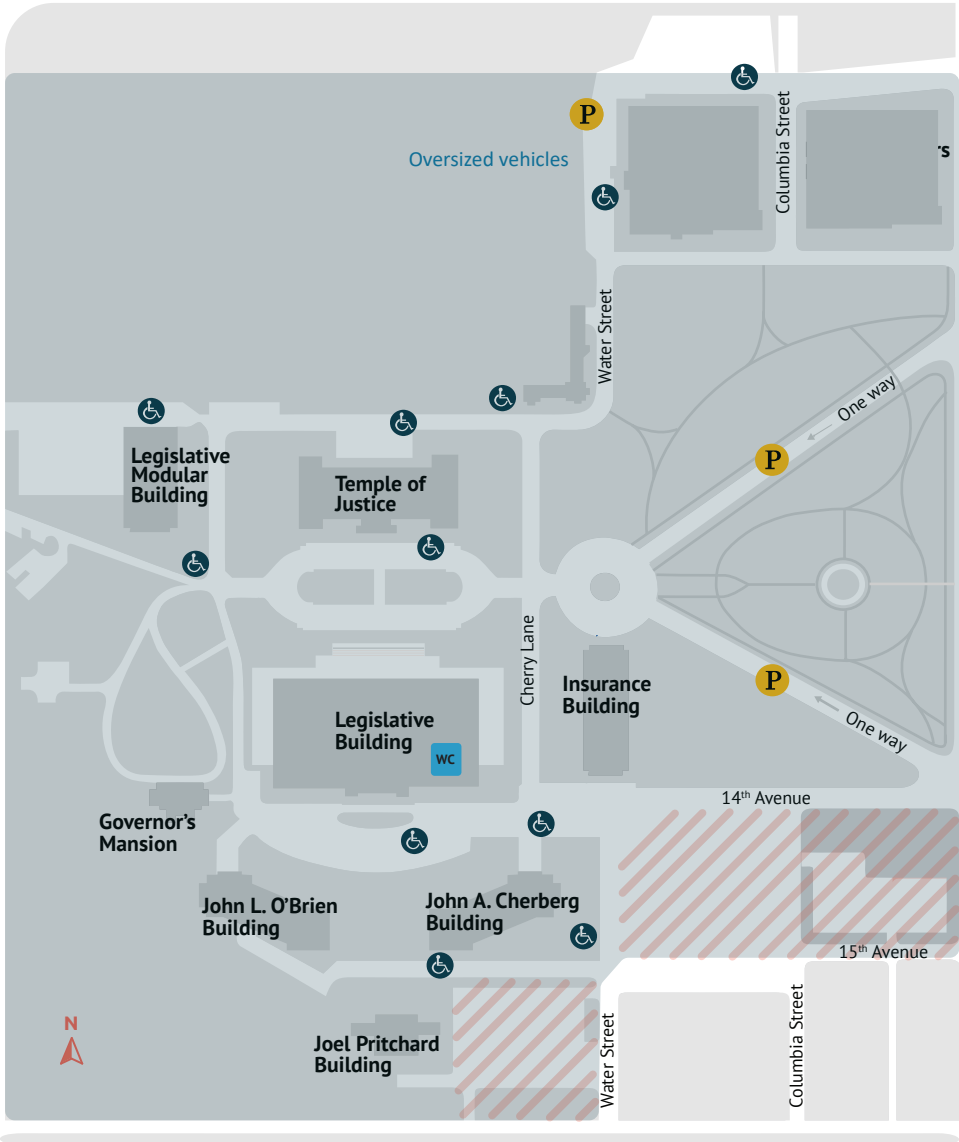 P
Oversized vehicles
Columbia Street
Water Street
One way
P
Legislative
Modular
Building
Temple of
Justice
Cherry Lane
Insurance
Building
P
One way
Legislative
Building
WC
14th Avenue
Governor’s
Mansion
John L. O’Brien
Building
John A. Cherberg
Building
15th Avenue
N
Joel Pritchard
Building
Water Street
Columbia Street